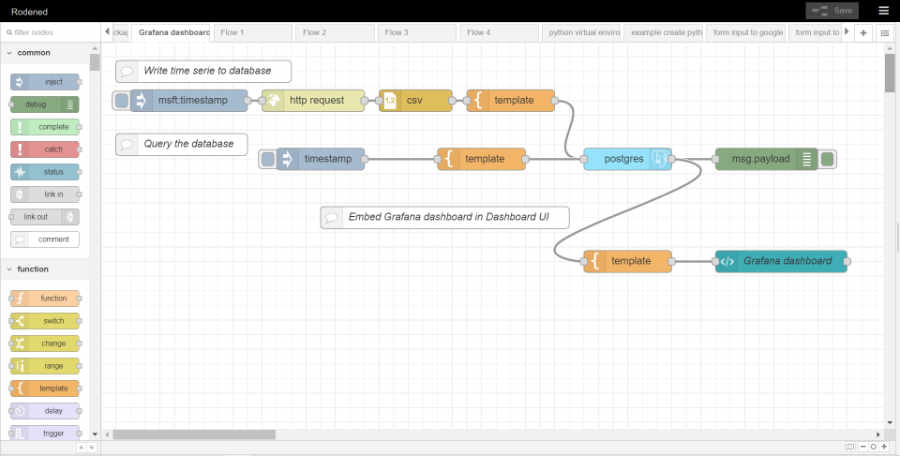 Rodened
Save
filter nodes
ckag
Grafana dashboard
Flow 1
Flow 2
Flow 3
Flow 4
python virtual enviro
example create pyth
form input to google
form input to
common
inject
debug
complete
catch
status
link in
link out
comment
function
function
switch
change
range
template
delay
trigger
Write time serie to database
msft:timestamp
http request
1,2
csv
template
Query the database
timestamp
template
postgres
msg.payload
Embed Grafana dashboard in Dashboard UI
template
Grafana dashboard